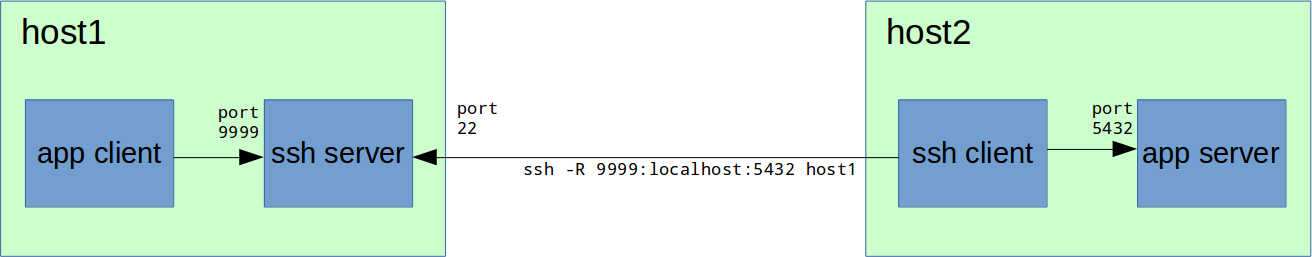 host1
host2
port
9999
port
22
port
5432
app client
ssh server
ssh client
app server
ssh -R 9999:localhost:5432 host1